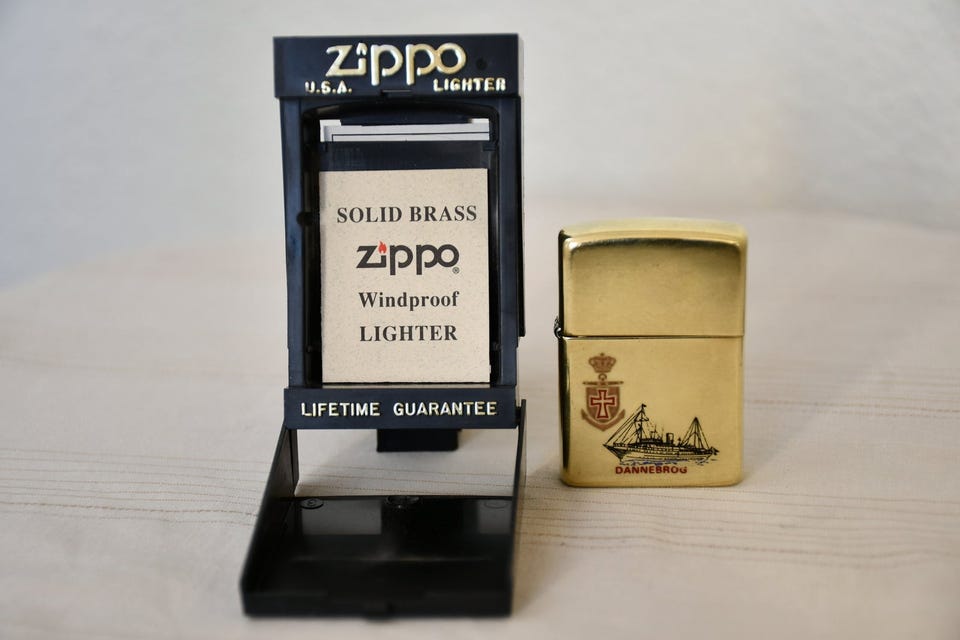 zippo
U.S.A. LIGHTER
SOLID BRASS
zippo®
Windproof
LIGHTER
LIFETIME GUARANTEE
DANNEBROG